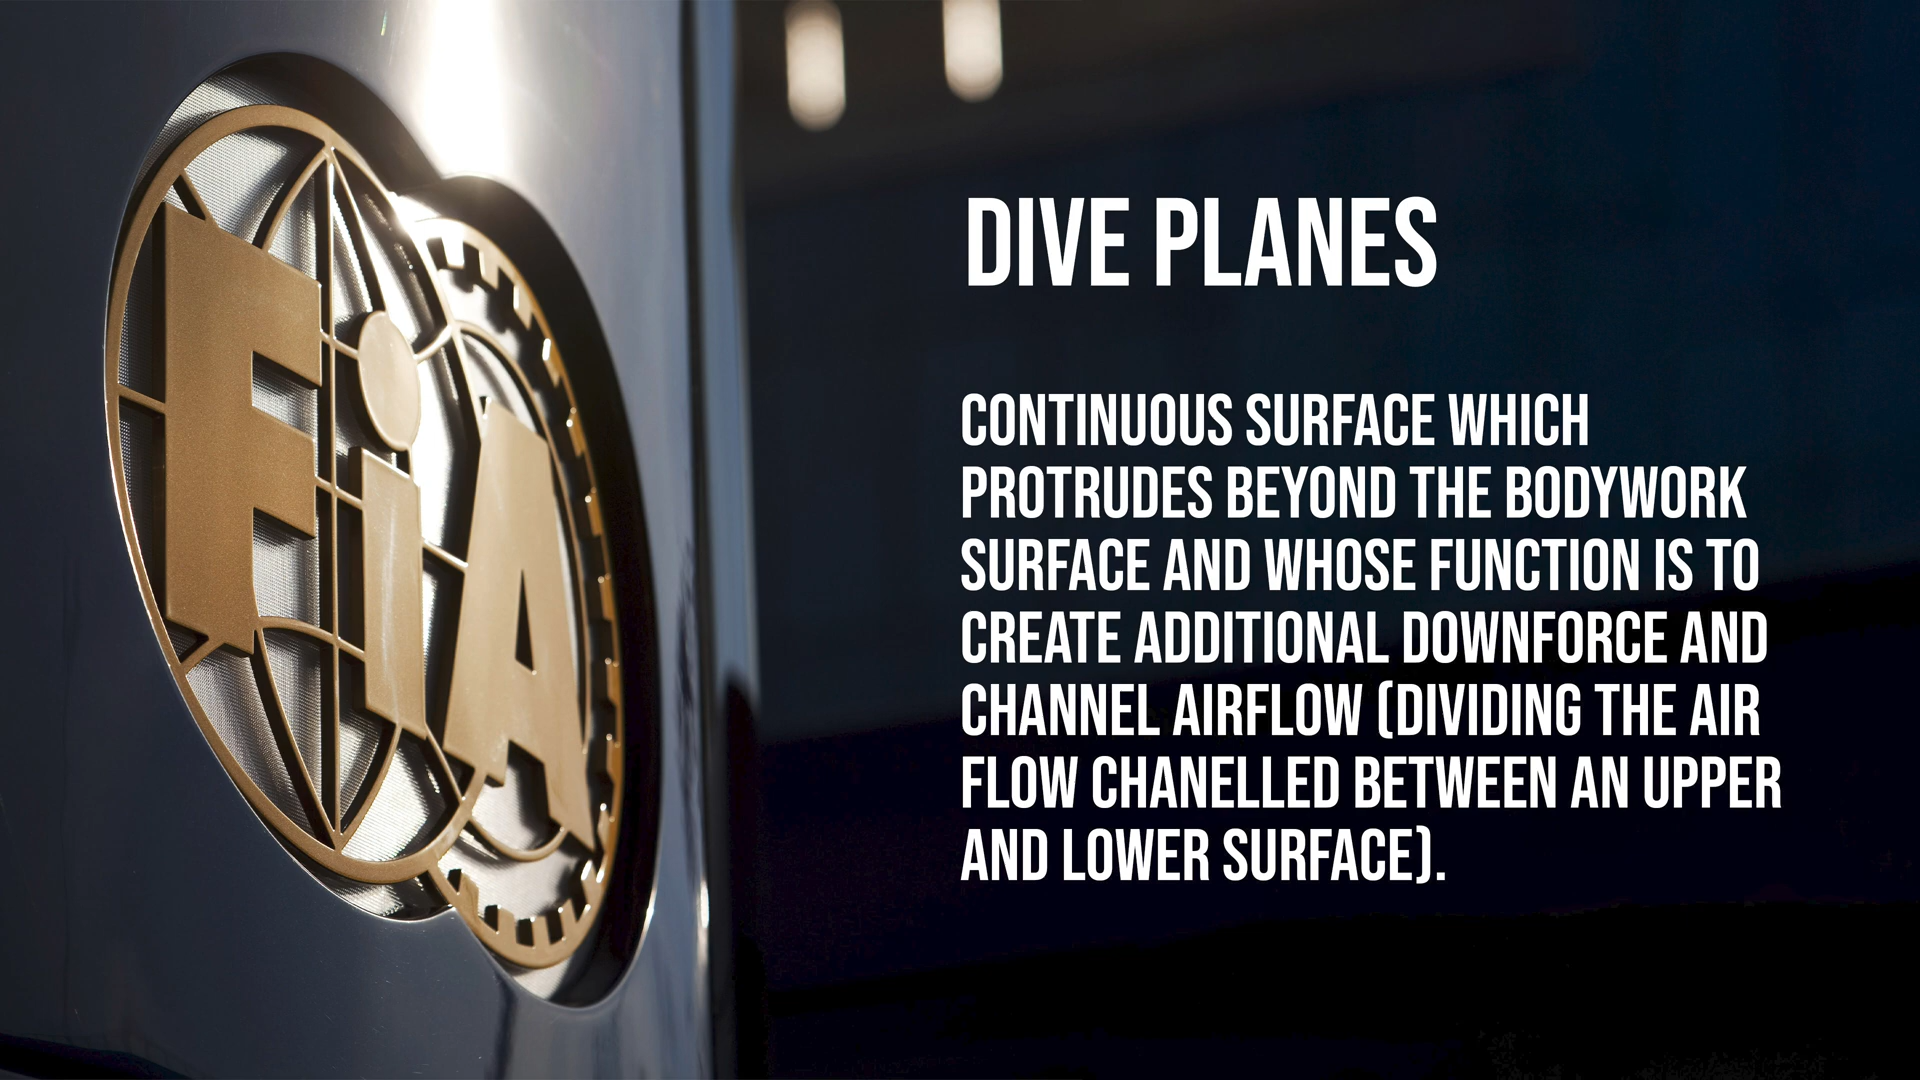 FiA
DIVE PLANES
CONTINUOUS SURFACE WHICH
PROTRUDES BEYOND THE BODYWORK
SURFACE AND WHOSE FUNCTION IS TO
CREATE ADDITIONAL DOWNFORCE AND
CHANNEL AIRFLOW (DIVIDING THE AIR
FLOW CHANELLED BETWEEN AN UPPER
AND LOWER SURFACE).